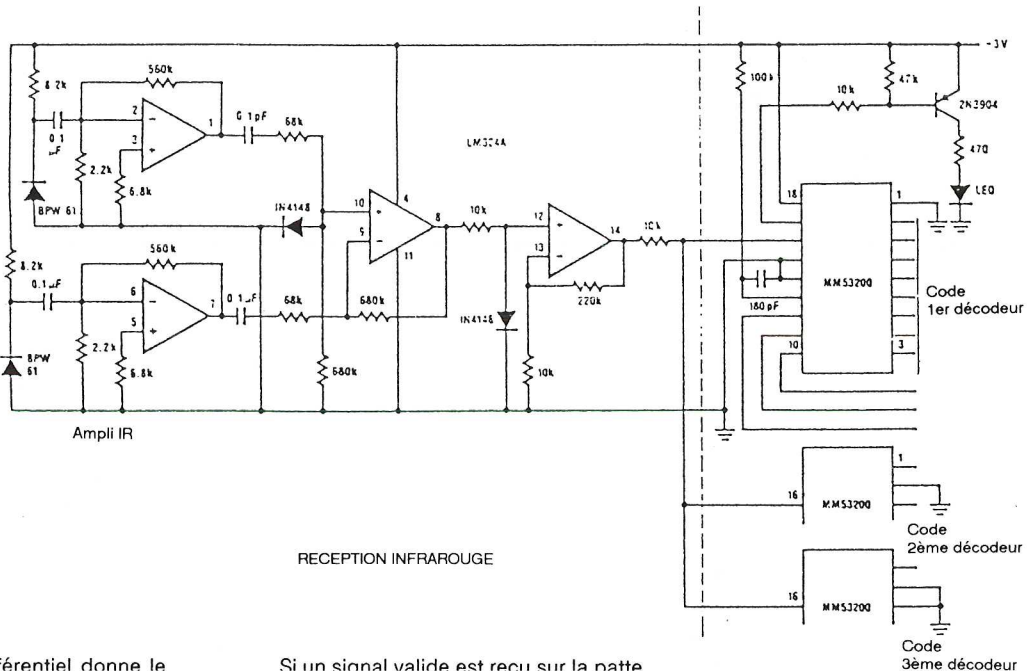 -3V
8.2k
560k
100k
47k
10k
2N3904
0.1 µF
2
3
1
0.1pF
68k
LM324A
470
2.2k
6.8k
BPW 61
IN4148
10
9
4
8
11
10k
12
13
14
10k
LED
18
1
MM53200
180 pF
10
3
Code
1er décodeur
8.2k
560k
0.1µF
6
5
7
0.1µF
68k
680k
IN4148
220k
2.2k
6.8k
BPW
61
680k
10k
Ampli IR
1
16
MM53200
Code
2ème décodeur
RECEPTION INFRAROUGE
16
MM53200
Code
3ème décodeur
férentiel donne le
Si un signal valide est reçu sur la patte